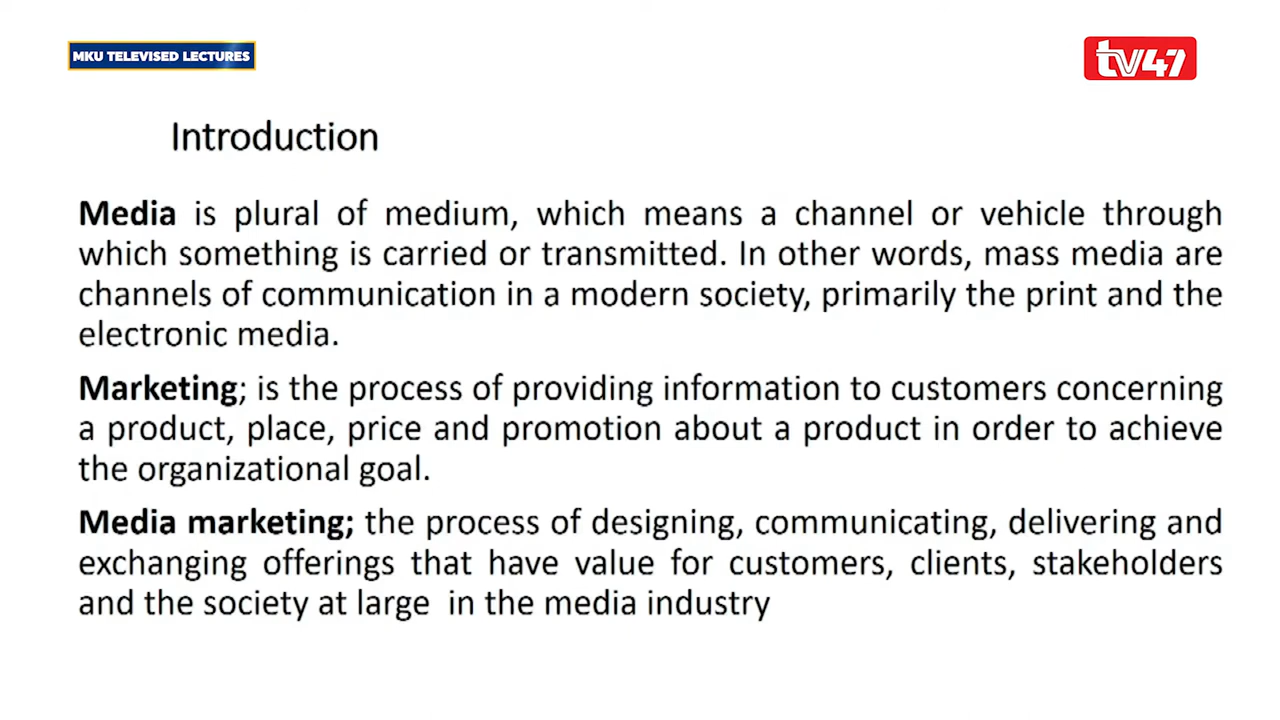 MKU TELEVISED LECTURES
tv47
Introduction
Media is plural of medium, which means a channel or vehicle through
which something is carried or transmitted. In other words, mass media are
channels of communication in a modern society, primarily the print and the
electronic media.
Marketing; is the process of providing information to customers concerning
a product, place, price and promotion about a product in order to achieve
the organizational goal.
Media marketing; the process of designing, communicating, delivering and
exchanging offerings that have value for customers, clients, stakeholders
and the society at large in the media industry